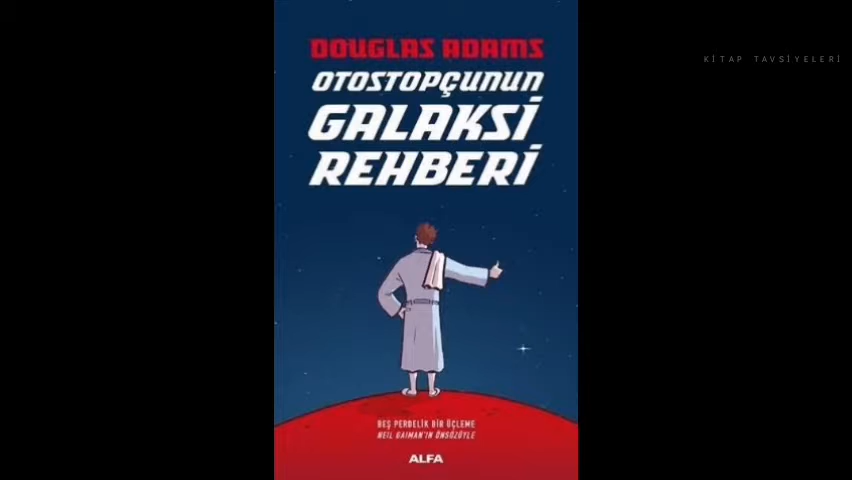 DOUGLAS ADAMS
OTOSTOPÇUNUN
GALAKSİ
REHBERİ
KİTAP TAVSİYELERİ
BEŞ PERDELİK BİR ÜÇLEME
NEIL GAIMAN'IN ÖNSÖZÜYLE
ALFA